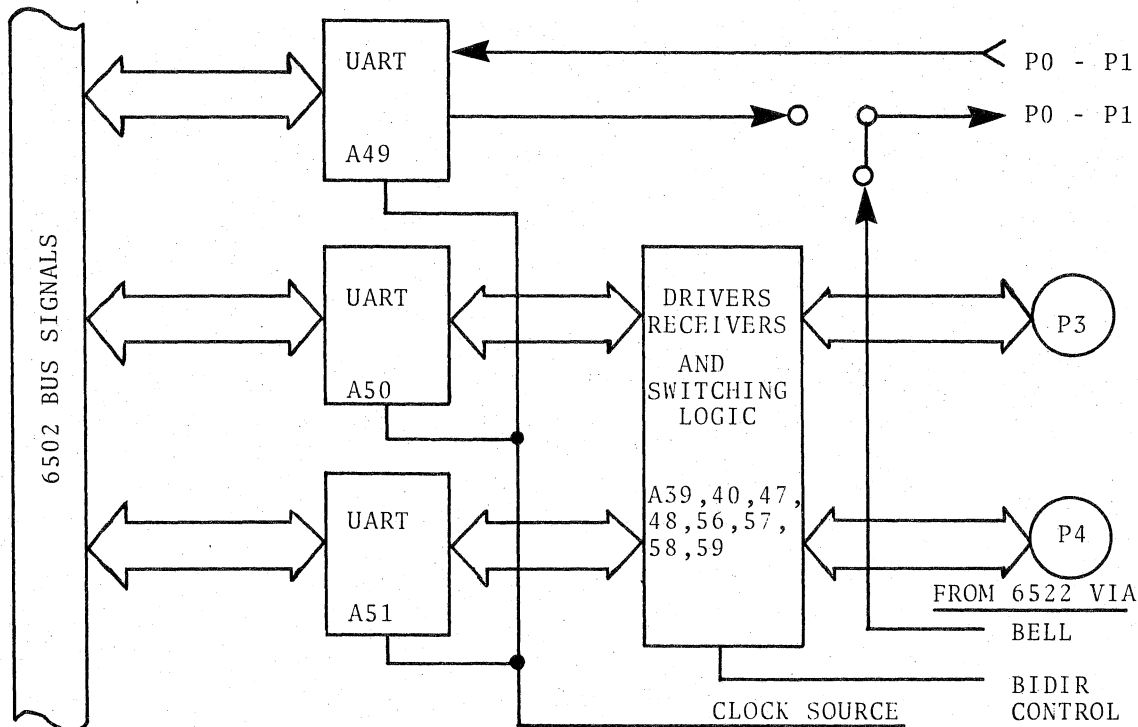 UART
A49
P0 - P1
P0 - P1
6502 BUS SIGNALS
UART
A50
DRIVERS
RECEIVERS
AND
SWITCHING
LOGIC
A39,40,47,
48,56,57,
58,59
P3
UART
A51
P4
FROM 6522 VIA
BELL
BIDIR
CONTROL
CLOCK SOURCE